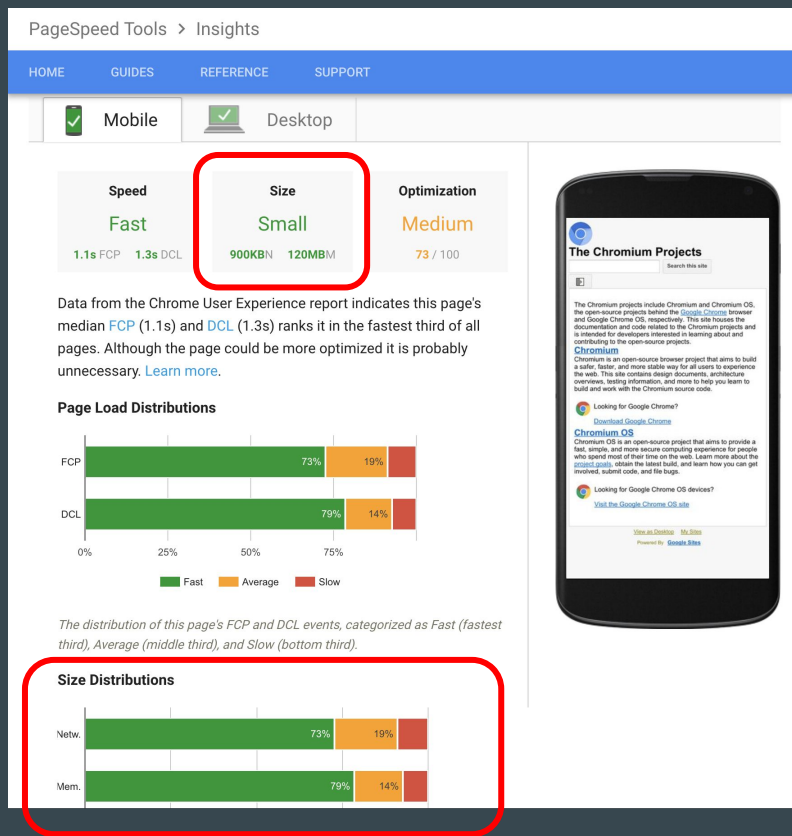 PageSpeed Tools > Insights
HOME GUIDES REFERENCE SUPPORT
Mobile Desktop
Speed
Fast
1.1s FCP 1.3s DCL
Size
Small
900KBN 120MBM
Optimization
Medium
73 / 100
Data from the Chrome User Experience report indicates this page's
median FCP (1.1s) and DCL (1.3s) ranks it in the fastest third of all
pages. Although the page could be more optimized it is probably
unnecessary. Learn more.
Page Load Distributions
FCP 73% 19%
DCL 79% 14%
0% 25% 50% 75%
Fast Average Slow
The distribution of this page's FCP and DCL events, categorized as Fast (fastest
third), Average (middle third), and Slow (bottom third).
Size Distributions
Netw. 73% 19%
Mem. 79% 14%
The Chromium Projects
Search this site
The Chromium projects include Chromium and Chromium OS,
the open-source projects behind the Google Chrome browser
and Google Chrome OS, respectively. This site houses the
documentation and code related to the Chromium projects and
is intended for developers interested in learning about and
contributing to the open-source projects.
Chromium
Chromium is an open-source browser project that aims to build
a safer, faster, and more stable way for all users to experience
the web. This site contains design documents, architecture
overviews, testing information, and more to help you learn to
build and work with the Chromium source code.
Looking for Google Chrome?
Download Google Chrome
Chromium OS
Chromium OS is an open-source project that aims to provide a
fast, simple, and more secure computing experience for people
who spend most of their time on the web. Learn more about the
project goals, obtain the latest build, and learn how you can get
involved, submit code, and file bugs.
Looking for Google Chrome OS devices?
Visit the Google Chrome OS site
View as Desktop My Sites
Powered By Google Sites